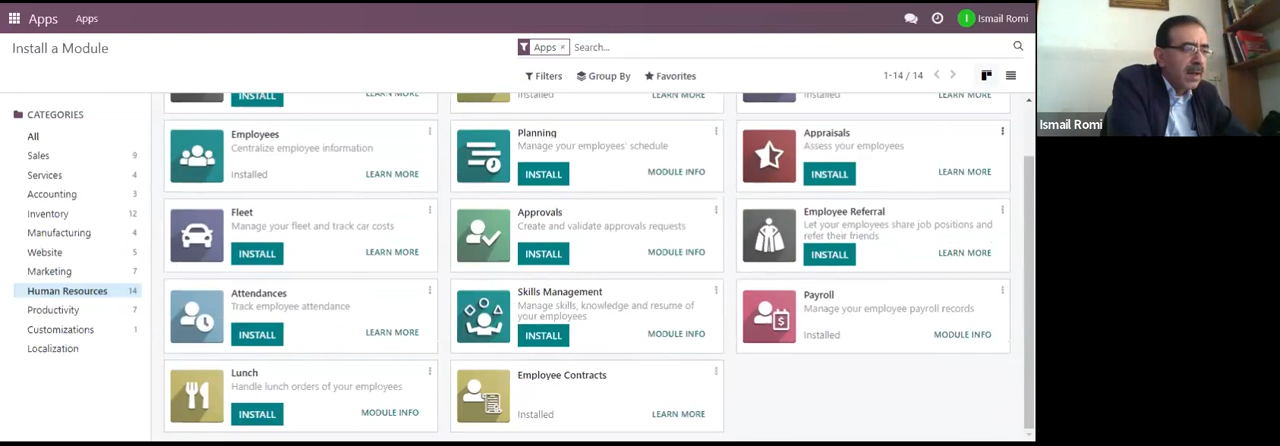 Apps Apps Ismail Romi
Install a Module Apps × Search...
Filters Group By Favorites 1-14 / 14
CATEGORIES
All
Sales 9
Services 4
Accounting 3
Inventory 12
Manufacturing 4
Website 5
Marketing 7
Human Resources 14
Productivity 7
Customizations 1
Localization
INSTALL LEARN MORE
Installed LEARN MORE
Installed LEARN MORE
Employees
Centralize employee information
Installed LEARN MORE
Planning
Manage your employees' schedule
INSTALL MODULE INFO
Appraisals
Assess your employees
INSTALL LEARN MORE
Fleet
Manage your fleet and track car costs
INSTALL LEARN MORE
Approvals
Create and validate approvals requests
INSTALL MODULE INFO
Employee Referral
Let your employees share job positions and
refer their friends
INSTALL LEARN MORE
Attendances
Track employee attendance
INSTALL LEARN MORE
Skills Management
Manage skills, knowledge and resume of
your employees
INSTALL MODULE INFO
Payroll
Manage your employee payroll records
Installed MODULE INFO
Lunch
Handle lunch orders of your employees
INSTALL MODULE INFO
Employee Contracts
Installed LEARN MORE
I
Ismail Romi